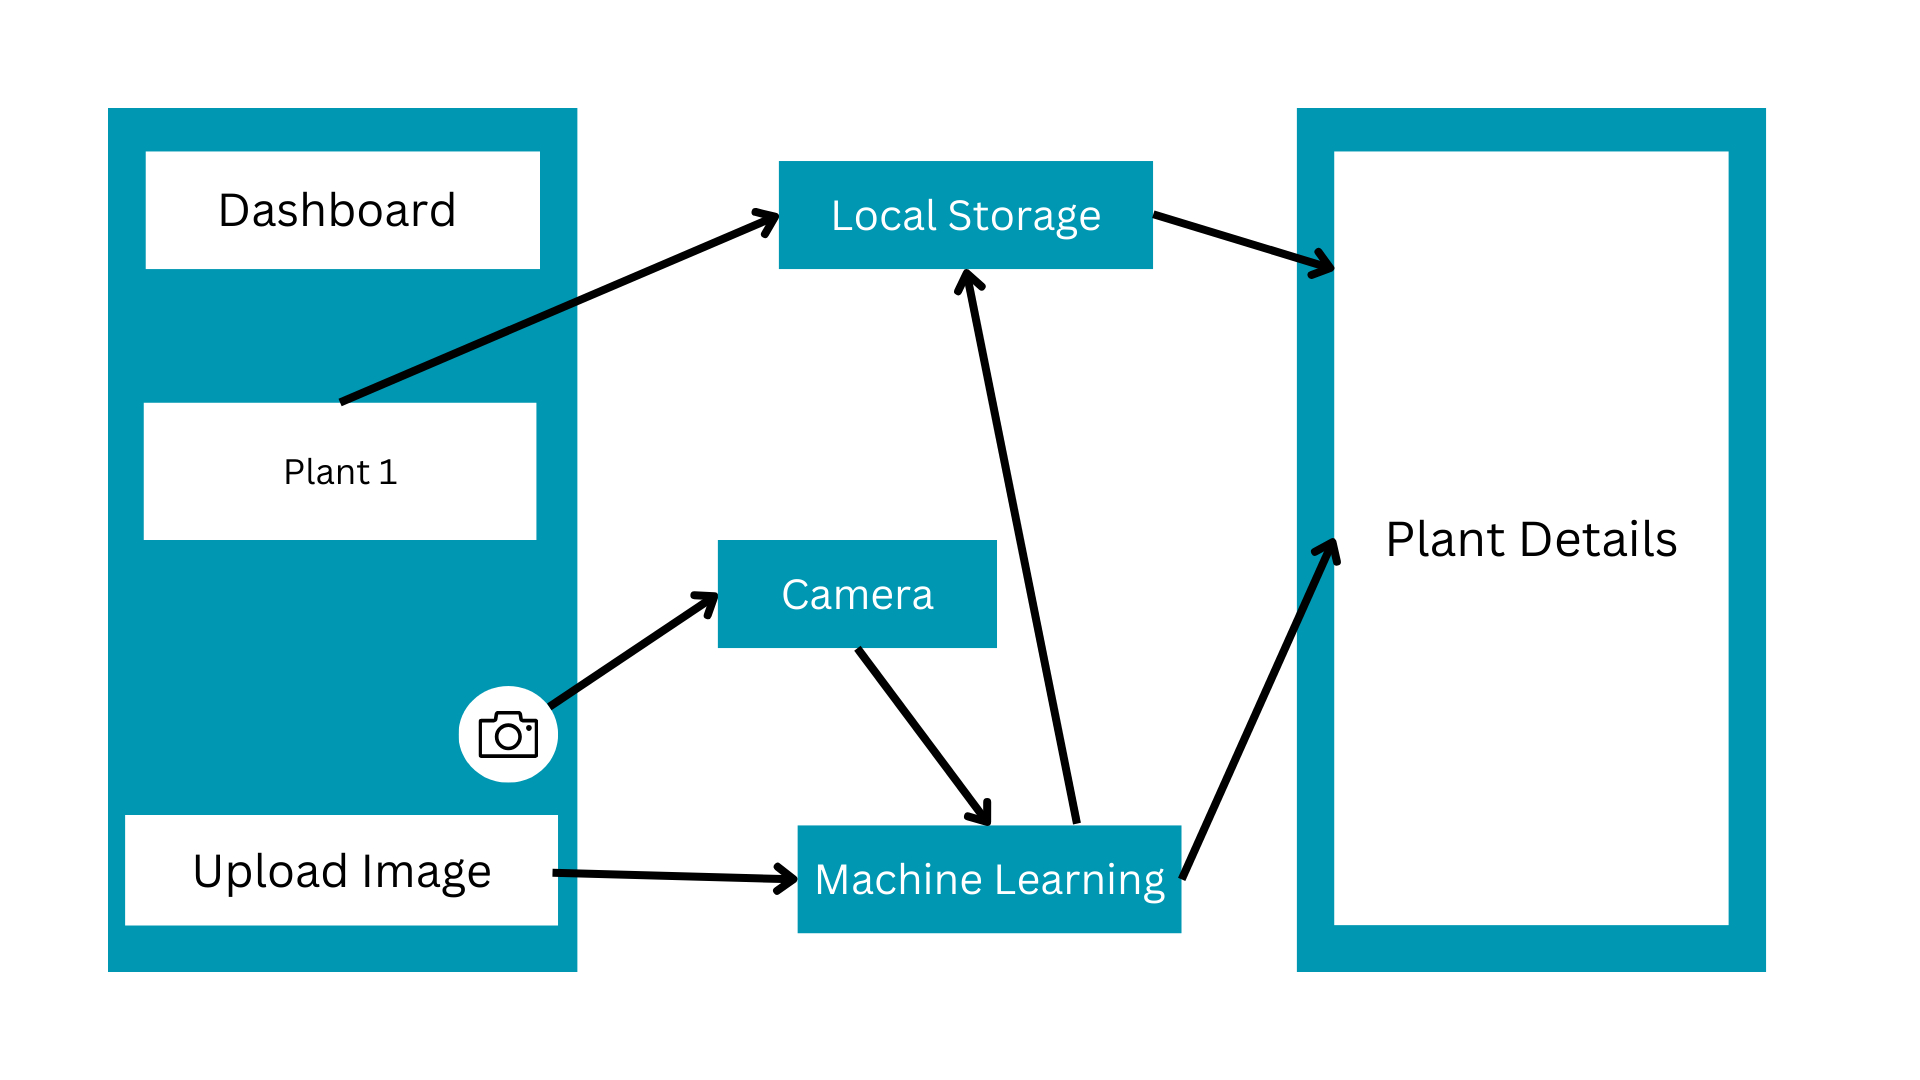 Dashboard
Plant 1
Upload Image
Local Storage
Camera
Machine Learning
Plant Details